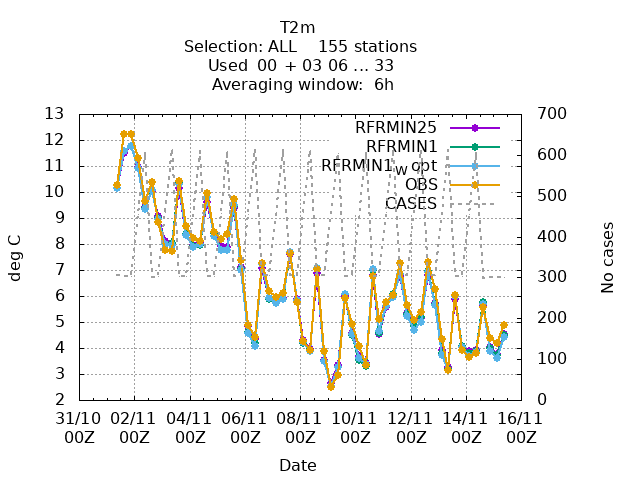 T2m
Selection: ALL    155 stations
Used  00 + 03 06 ... 33
Averaging window:  6h
13
12
11
10
9
8
7
6
5
4
3
2
deg C
700
600
500
400
300
200
100
0
No cases
RFRMIN25
RFRMIN1
RFRMIN1w opt
OBS
CASES
31/10 02/11 04/11 06/11 08/11 10/11 12/11 14/11 16/11
00Z 00Z 00Z 00Z 00Z 00Z 00Z 00Z 00Z
Date